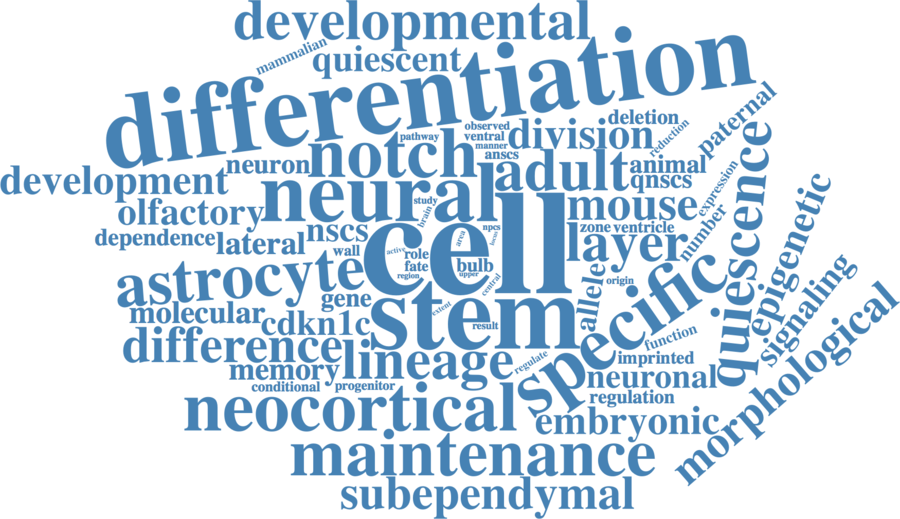 developmental
mammalian
quiescent
differentiation
deletion
paternal
observed
reduction
pathway
ventral
division
manner
notch
anscs
neuron
adult
animal
development
neural
qnscs
expression
study
mouse
quiescence
olfactory
brain
number
epigenetic
dependence
lateral
nscs
cell
area
npcs
locus
zone
ventricle
layer
wall
active
role
astrocyte
fate
bulb
region
upper
central
origin
allele
specific
signaling
gene
stem
extent
molecular
cdkn1c
result
function
morphological
difference
lineage
regulate
imprinted
memory
neuronal
conditional
progenitor
regulation
neocortical
embryonic
maintenance
subependymal